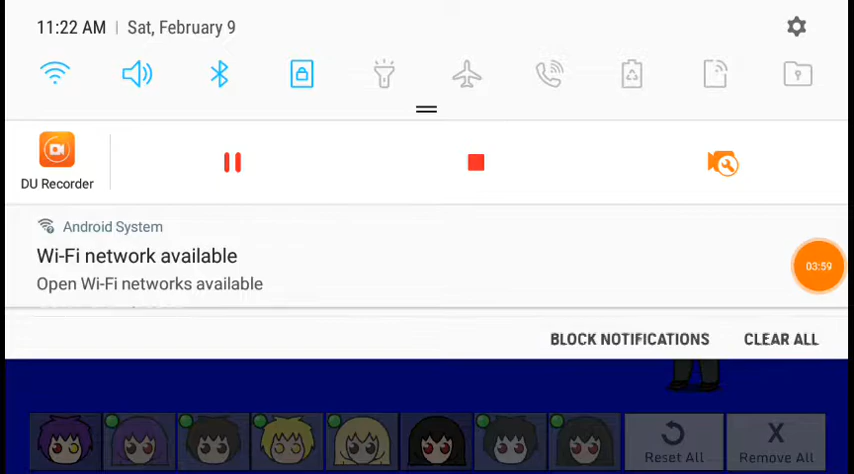 11:22 AM | Sat, February 9
DU Recorder
Android System
Wi-Fi network available
Open Wi-Fi networks available
03:59
BLOCK NOTIFICATIONS
CLEAR ALL
Reset All
Remove All